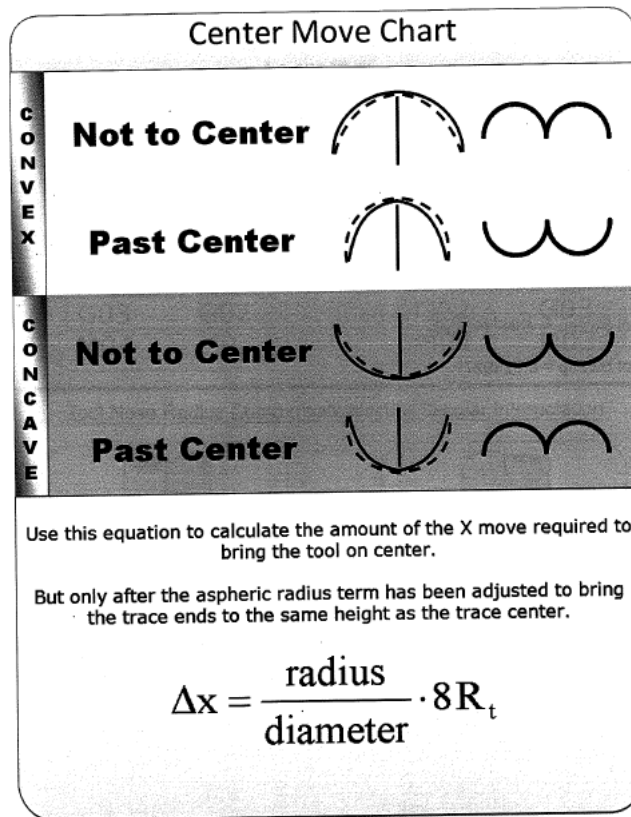 Center Move Chart
CONVEX
Not to Center
Past Center
CONCAVE
Not to Center
Past Center
Use this equation to calculate the amount of the X move required to
bring the tool on center.
But only after the aspheric radius term has been adjusted to bring
the trace ends to the same height as the trace center.
Δx = radius / diameter · 8Rₜ